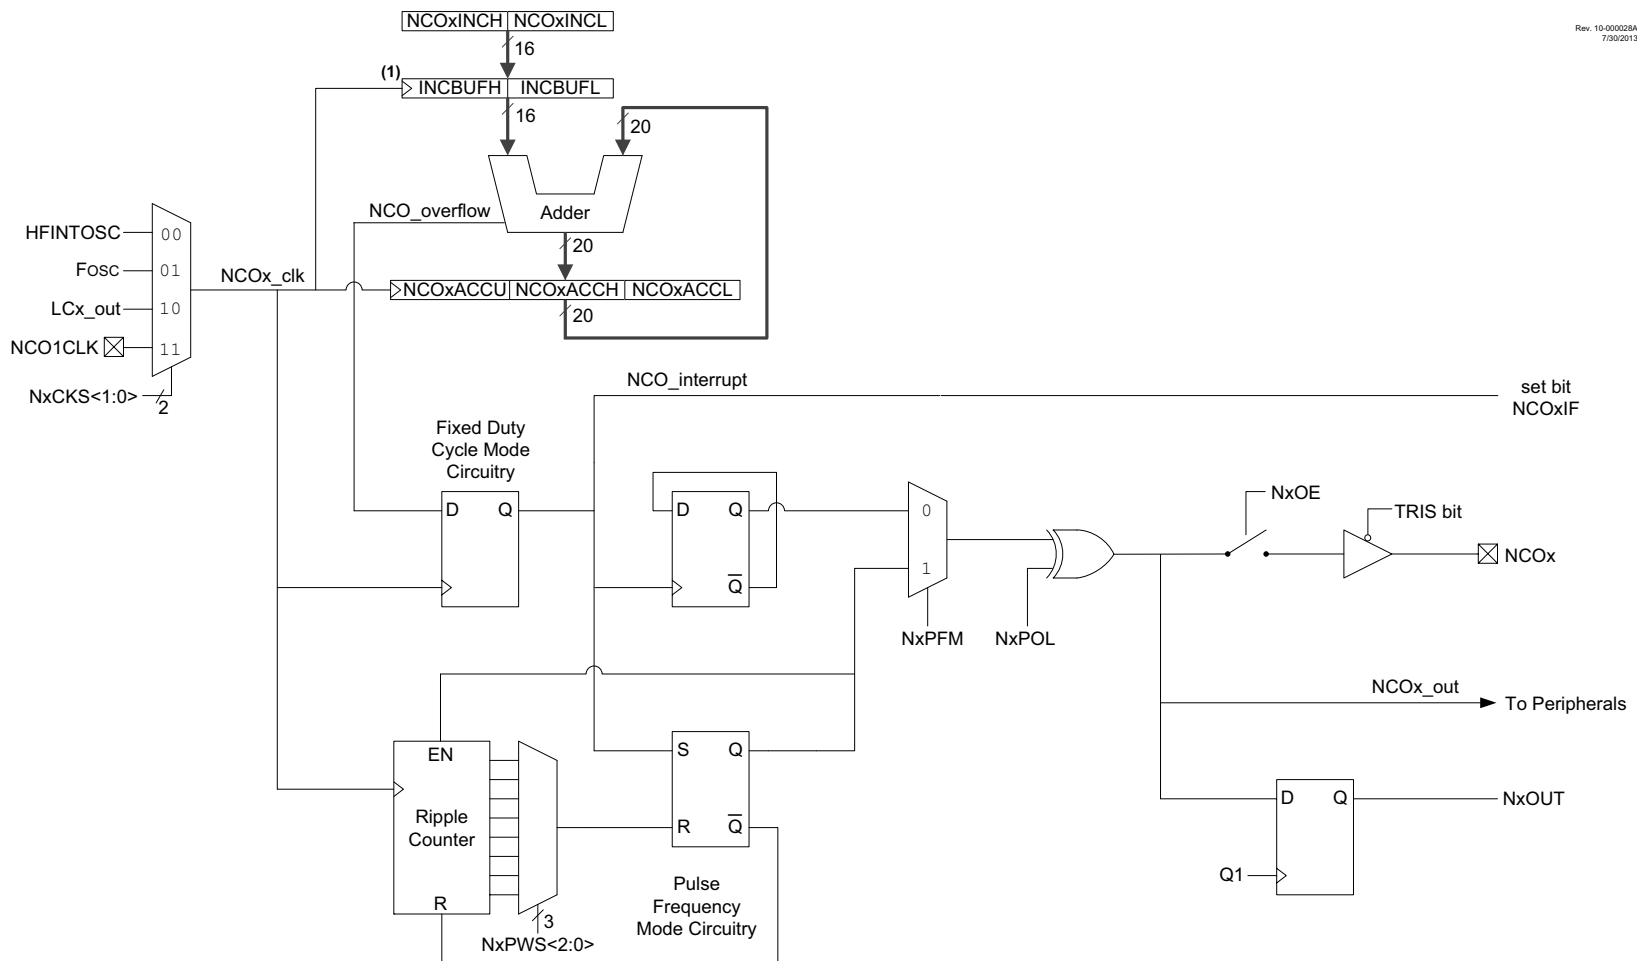 NCOxINCH NCOxINCL
Rev. 10-000028A
7/30/2013
16
(1)
INCBUFH INCBUFL
16
20
NCO_overflow
Adder
HFINTOSC
00
20
FOSC
01
NCOx_clk
NCOxACCU NCOxACCH NCOxACCL
LCx_out
10
20
NCO1CLK
11
NxCKS<1:0>
2
NCO_interrupt
set bit
NCOxIF
Fixed Duty
Cycle Mode
Circuitry
D Q
D Q
Q
0
1
NxPFM
NxPOL
NxOE
TRIS bit
NCOx
NCOx_out
To Peripherals
EN
Ripple
Counter
R
3
NxPWS<2:0>
S Q
R Q
Pulse
Frequency
Mode Circuitry
D Q
NxOUT
Q1